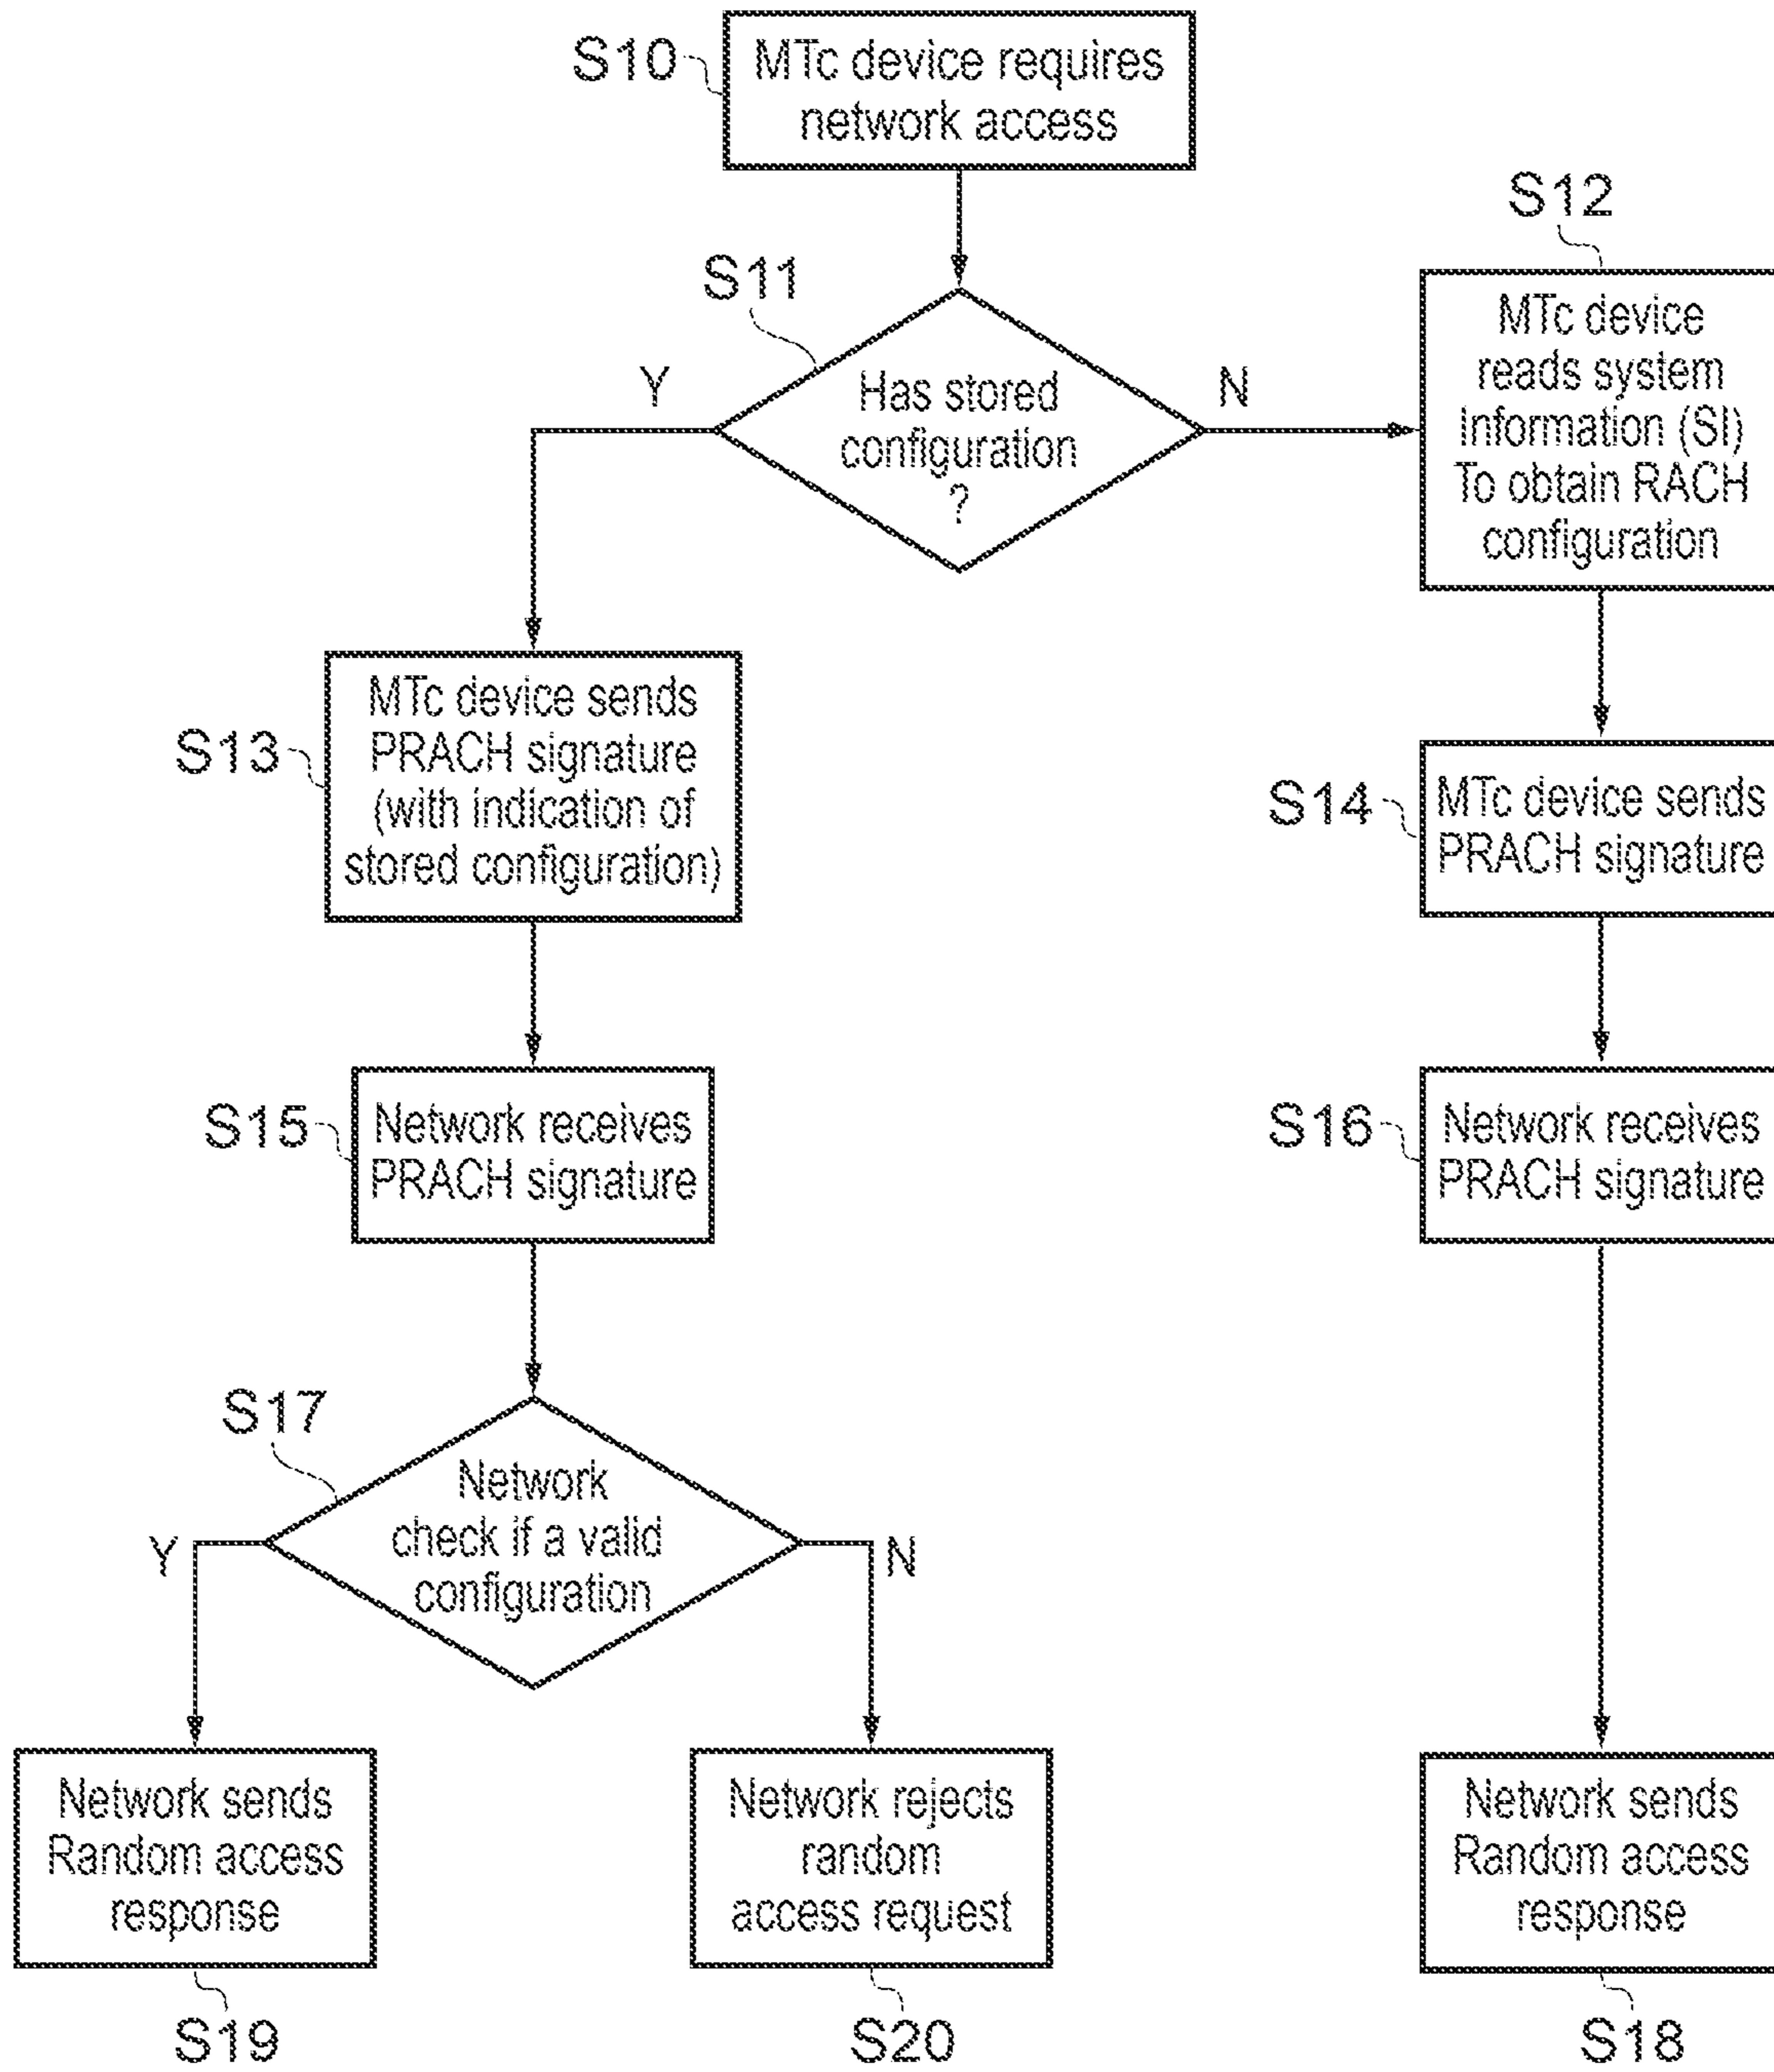 S10
MTc device requires
network access
S11
Has stored
configuration
?
Y
N
S12
MTc device
reads system
Information (SI)
To obtain RACH
configuration
S13
MTc device sends
PRACH signature
(with indication of
stored configuration)
S14
MTc device sends
PRACH signature
S15
Network receives
PRACH signature
S16
Network receives
PRACH signature
S17
Network
check if a valid
configuration
Y
N
Network sends
Random access
response
S19
Network rejects
random
access request
S20
Network sends
Random access
response
S18